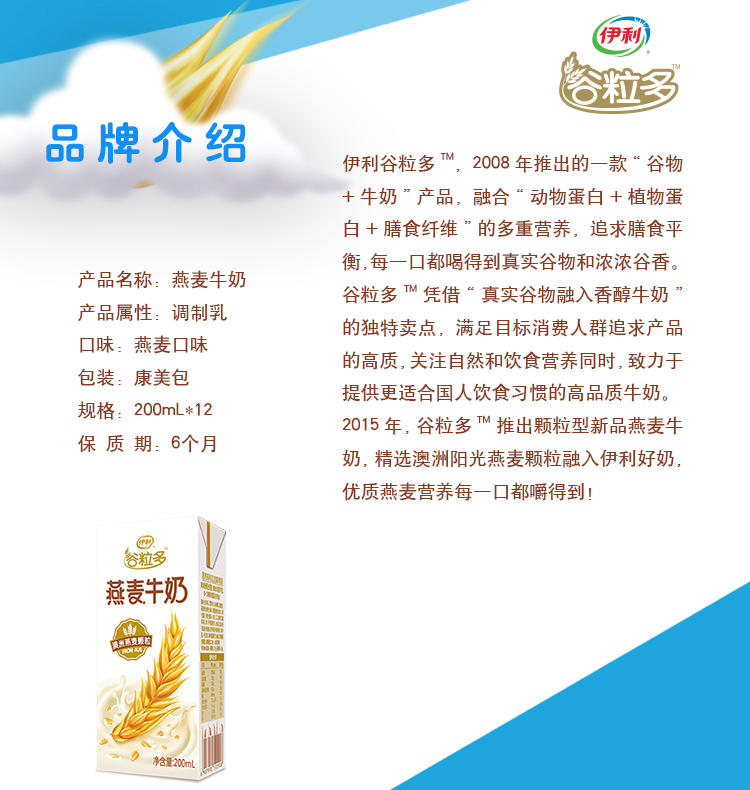 伊利
谷粒多™
品牌介绍
伊利谷粒多™，2008年推出的一款“谷物
+牛奶”产品，融合“动物蛋白+植物蛋
白+膳食纤维”的多重营养，追求膳食平
衡，每一口都喝得到真实谷物和浓浓谷香。
谷粒多™凭借“真实谷物融入香醇牛奶”
的独特卖点，满足目标消费人群追求产品
的高质，关注自然和饮食营养同时，致力于
提供更适合国人饮食习惯的高品质牛奶。
2015年，谷粒多™推出颗粒型新品燕麦牛
奶，精选澳洲阳光燕麦颗粒融入伊利好奶，
优质燕麦营养每一口都嚼得到！
产品名称：燕麦牛奶
产品属性：调制乳
口味：燕麦口味
包装：康美包
规格：200mL*12
保 质 期：6个月
伊利
谷粒多
燕麦牛奶
澳洲燕麦颗粒
FROM AUS
净含量:200mL